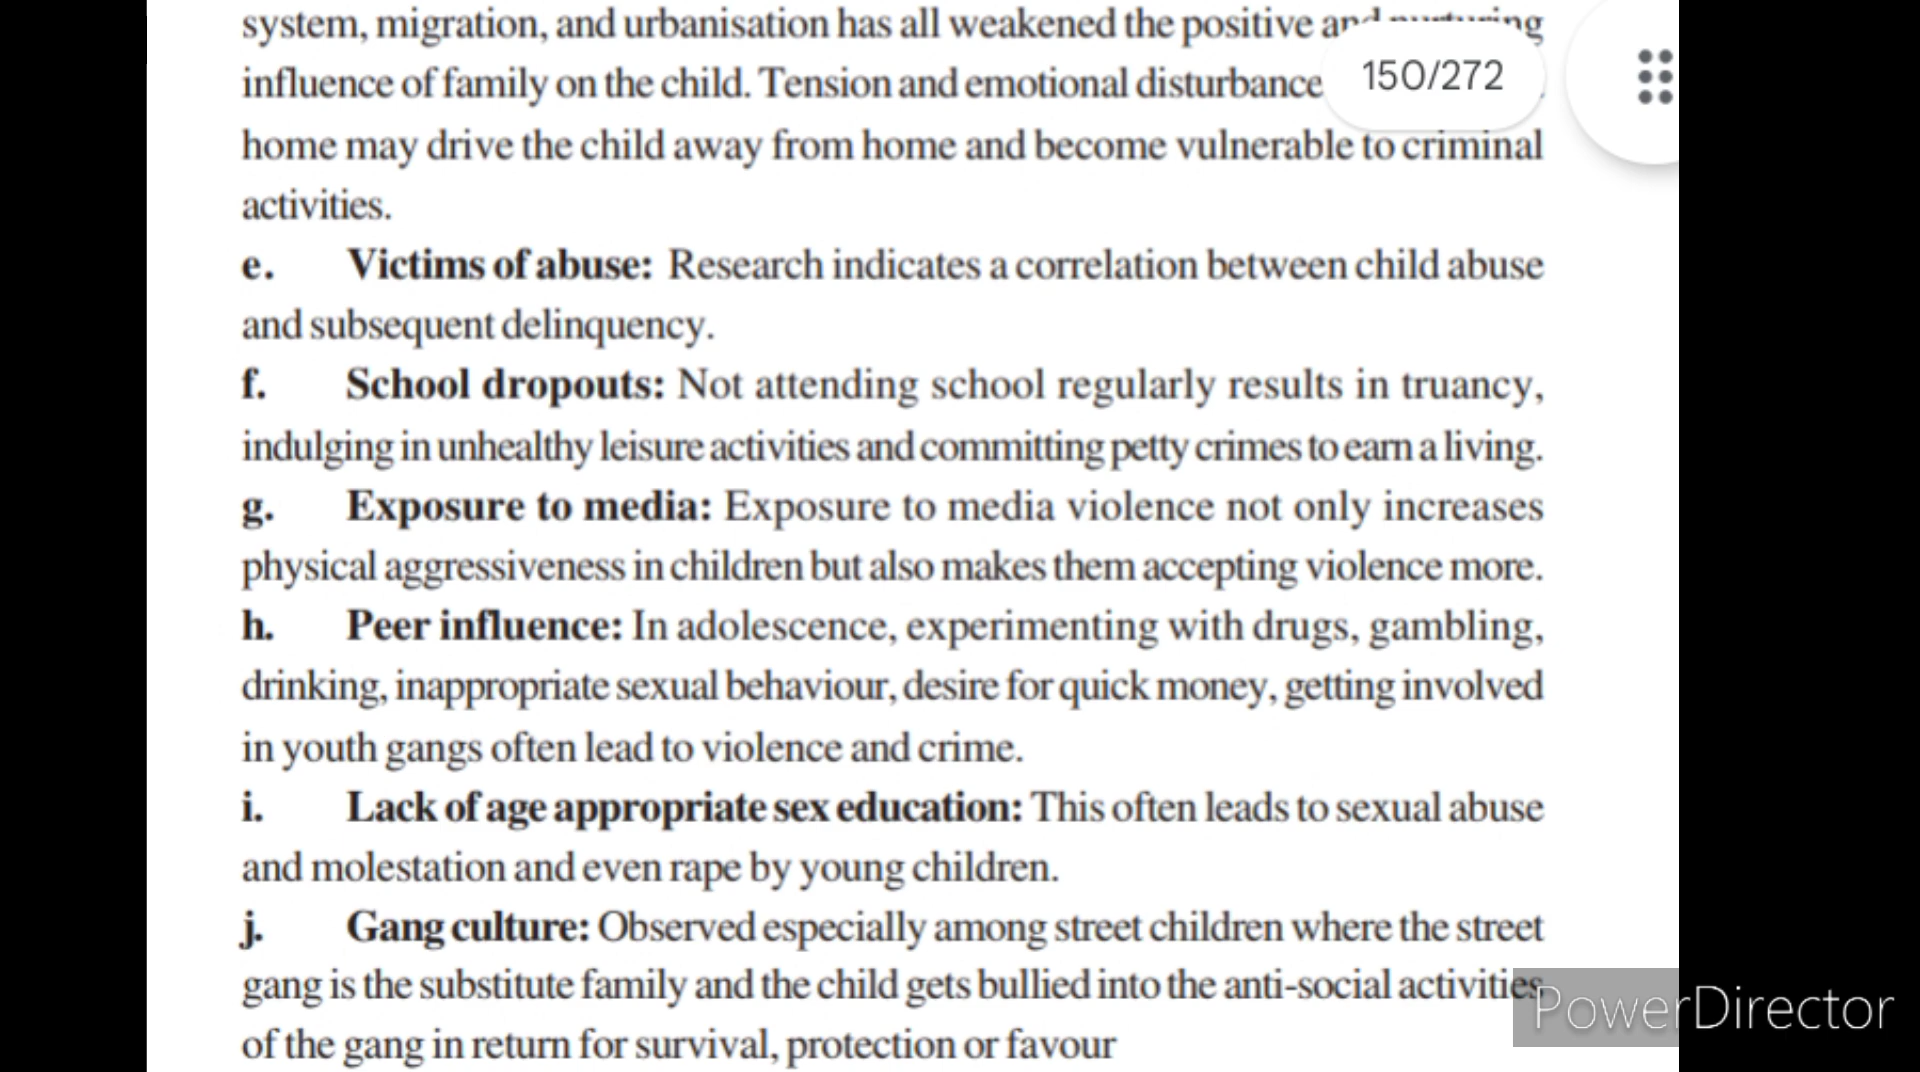 system, migration, and urbanisation has all weakened the positive and nurturing
influence of family on the child. Tension and emotional disturbance
150/272
home may drive the child away from home and become vulnerable to criminal
activities.
e. Victims of abuse: Research indicates a correlation between child abuse
and subsequent delinquency.
f. School dropouts: Not attending school regularly results in truancy,
indulging in unhealthy leisure activities and committing petty crimes to earn a living.
g. Exposure to media: Exposure to media violence not only increases
physical aggressiveness in children but also makes them accepting violence more.
h. Peer influence: In adolescence, experimenting with drugs, gambling,
drinking, inappropriate sexual behaviour, desire for quick money, getting involved
in youth gangs often lead to violence and crime.
i. Lack of age appropriate sex education: This often leads to sexual abuse
and molestation and even rape by young children.
j. Gang culture: Observed especially among street children where the street
gang is the substitute family and the child gets bullied into the anti-social activities
of the gang in return for survival, protection or favour
PowerDirector